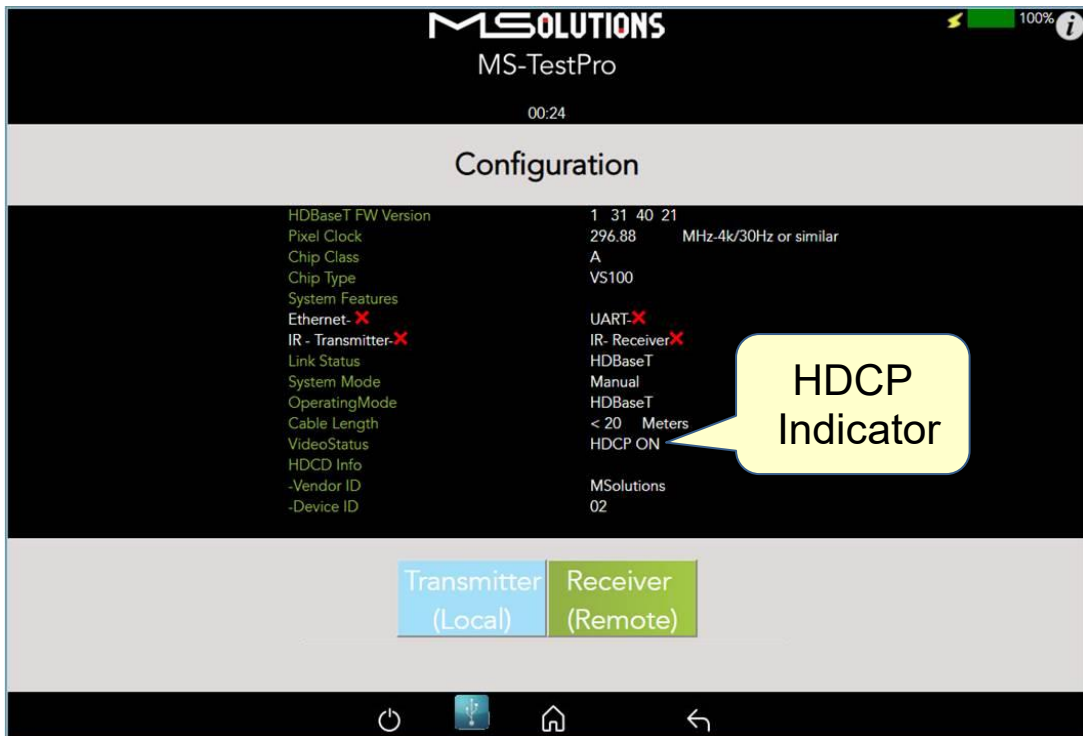 MSOLUTIONS
100%
i
MS-TestPro
00:24
Configuration
HDBaseT FW Version 1 31 40 21
Pixel Clock 296.88 MHz-4k/30Hz or similar
Chip Class A
Chip Type VS100
System Features
Ethernet- UART-
IR - Transmitter- IR- Receiver
Link Status HDBaseT
System Mode Manual
OperatingMode HDBaseT
Cable Length < 20 Meters
VideoStatus HDCP ON
HDCD Info
-Vendor ID MSolutions
-Device ID 02
HDCP
Indicator
Transmitter
(Local)
Receiver
(Remote)